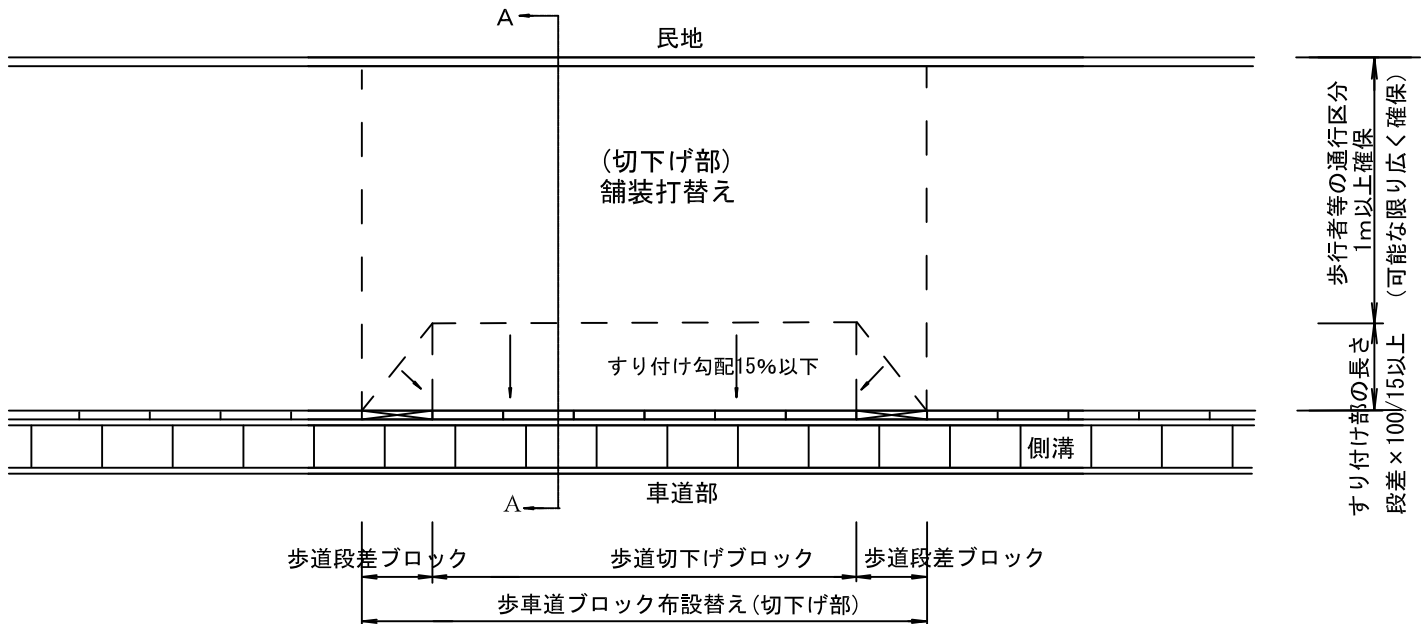 A
民地
(切下げ部)
舗装打替え
歩行者等の通行区分
1m以上確保
(可能な限り広く確保)
すり付け勾配15%以下
すり付け部の長さ
段差×100/15以上
側溝
車道部
A
歩道段差ブロック
歩道切下げブロック
歩道段差ブロック
歩車道ブロック布設替え(切下げ部)